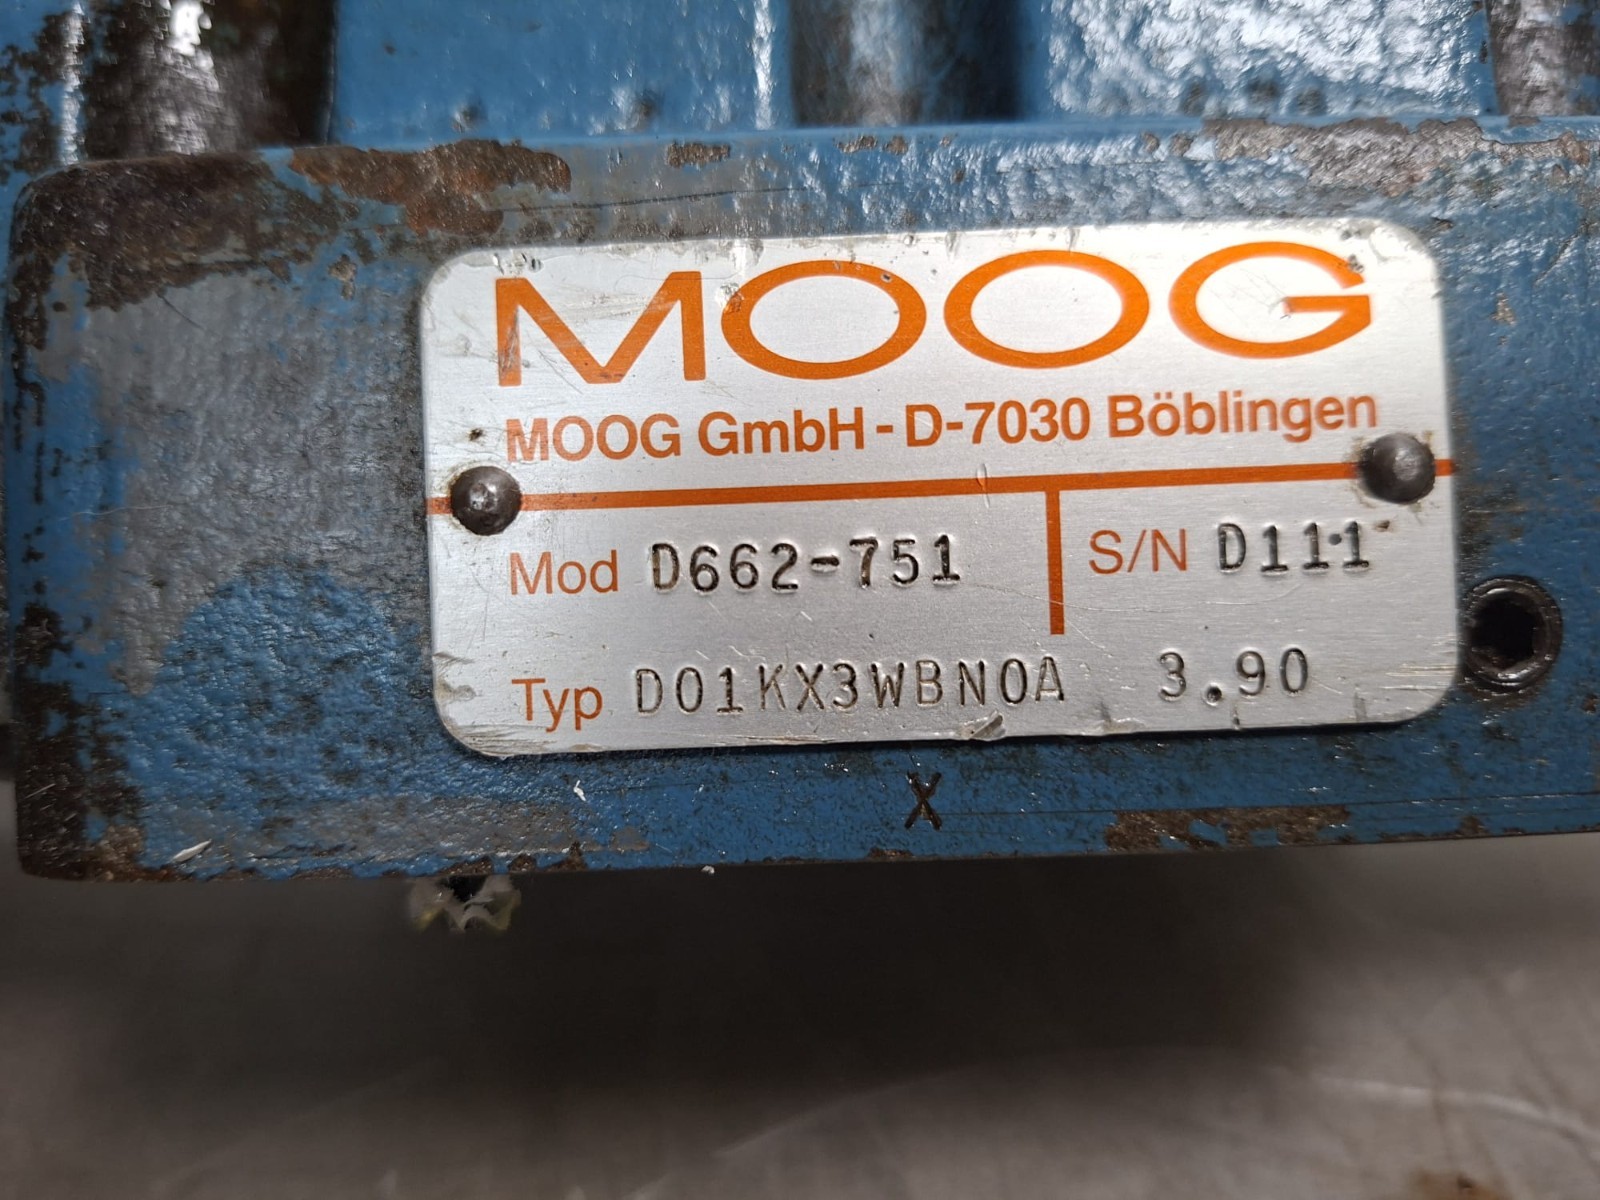 MOOG
MOOG GmbH - D-7030 Böblingen
Mod D662-751 S/N D111
Typ D01KX3WBN0A 3.90
X